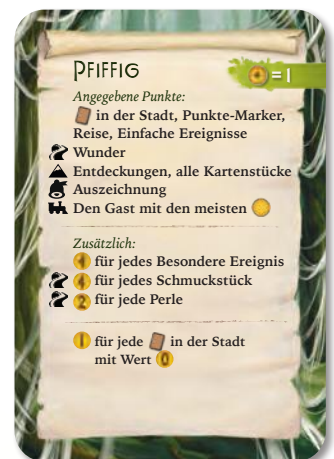 PFIFFIG
= 1
Angegebene Punkte:
in der Stadt, Punkte-Marker,
Reise, Einfache Ereignisse
Wunder
Entdeckungen, alle Kartenstücke
Auszeichnung
Den Gast mit den meisten
Zusätzlich:
4 für jedes Besondere Ereignis
4 für jedes Schmuckstück
2 für jede Perle
1 für jede in der Stadt
mit Wert 0